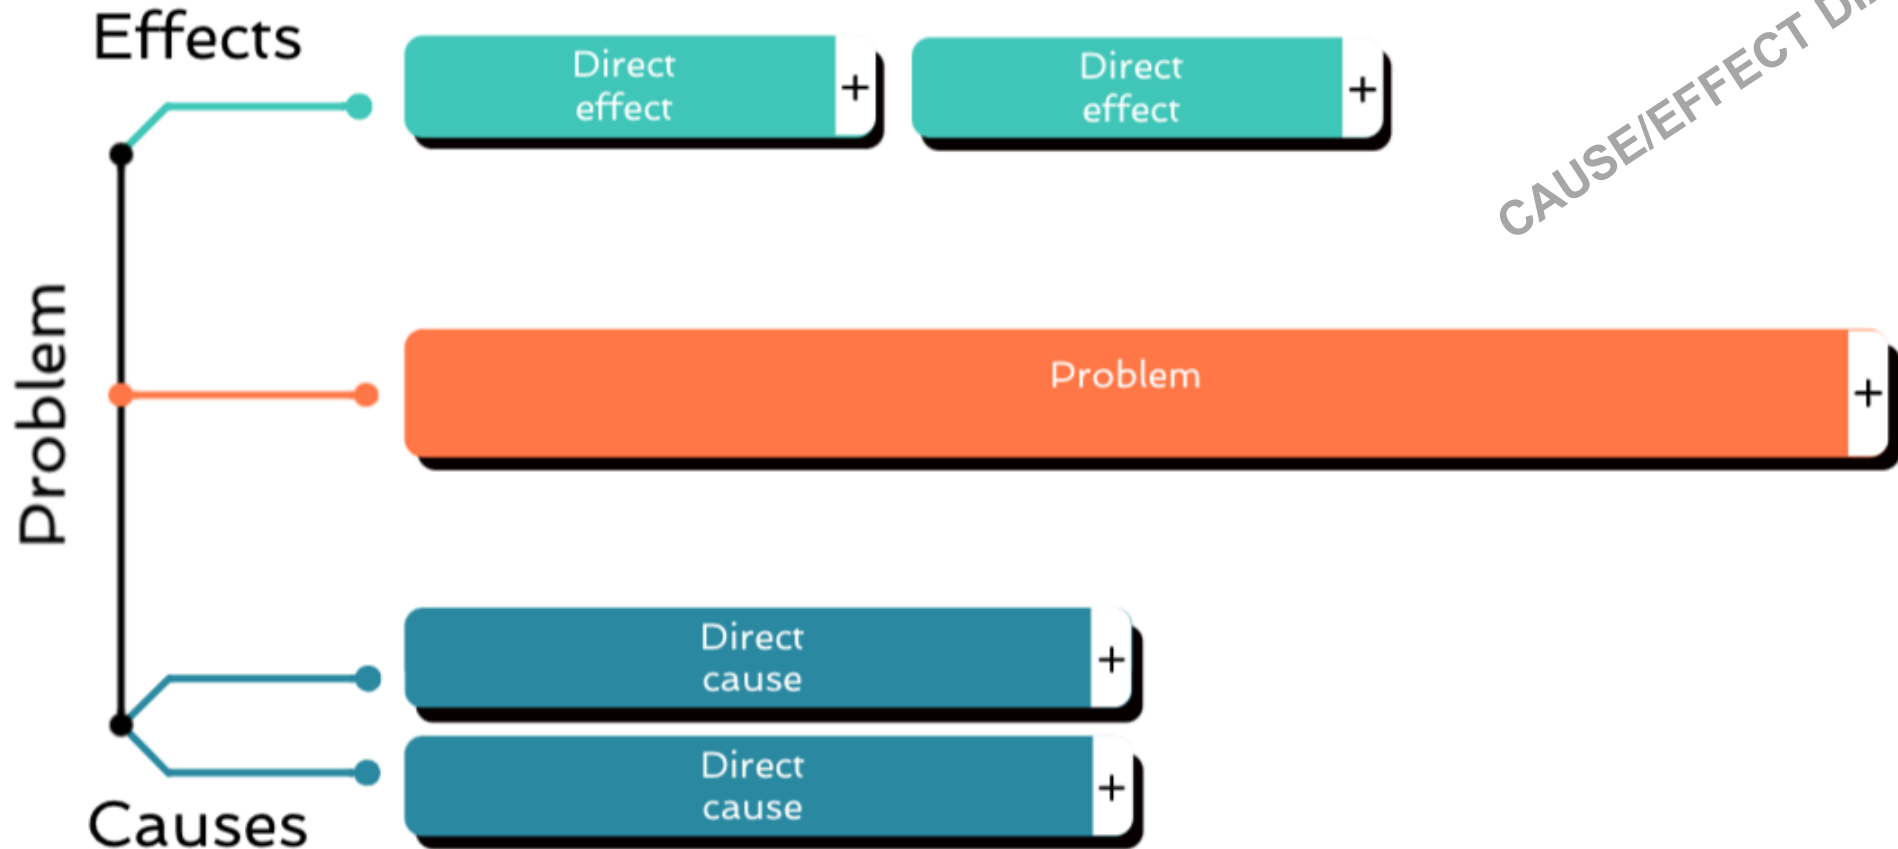 Effects
Direct
effect
+
Direct
effect
+
CAUSE/EFFECT
Problem
Problem
+
Direct
cause
+
Direct
cause
+
Causes